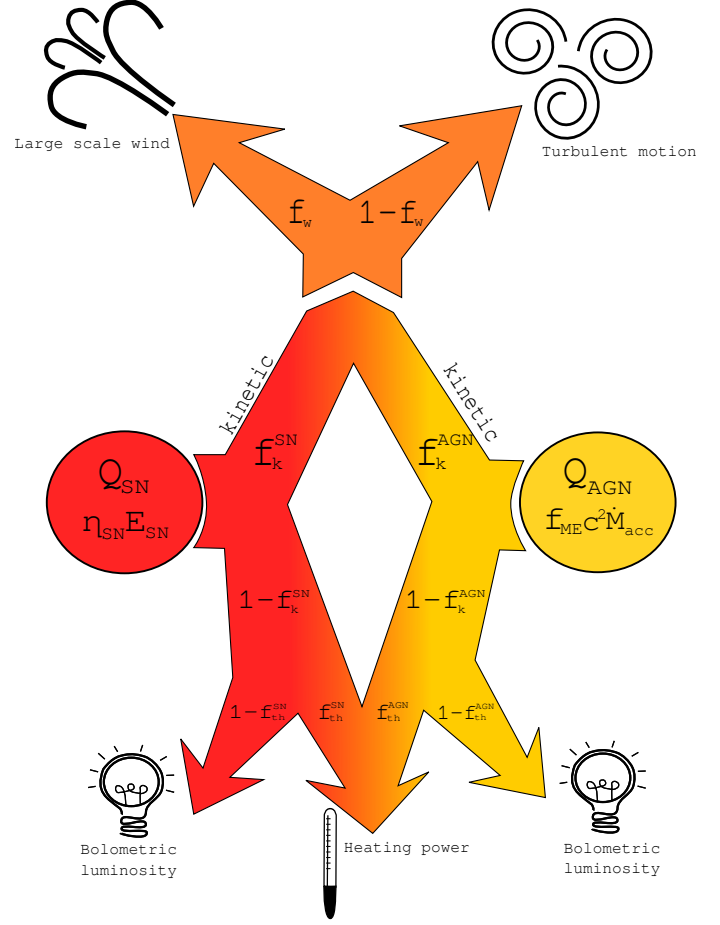 Large scale wind
Turbulent motion
f_w
1-f_w
kinetic
kinetic
f_k^SN
f_k^AGN
Q_SN
η_SN E_SN
Q_AGN
f_ME c² Ṁ_acc
1-f_k^SN
1-f_k^AGN
1-f_th^SN
f_th^SN
f_th^AGN
1-f_th^AGN
Bolometric
luminosity
Heating power
Bolometric
luminosity